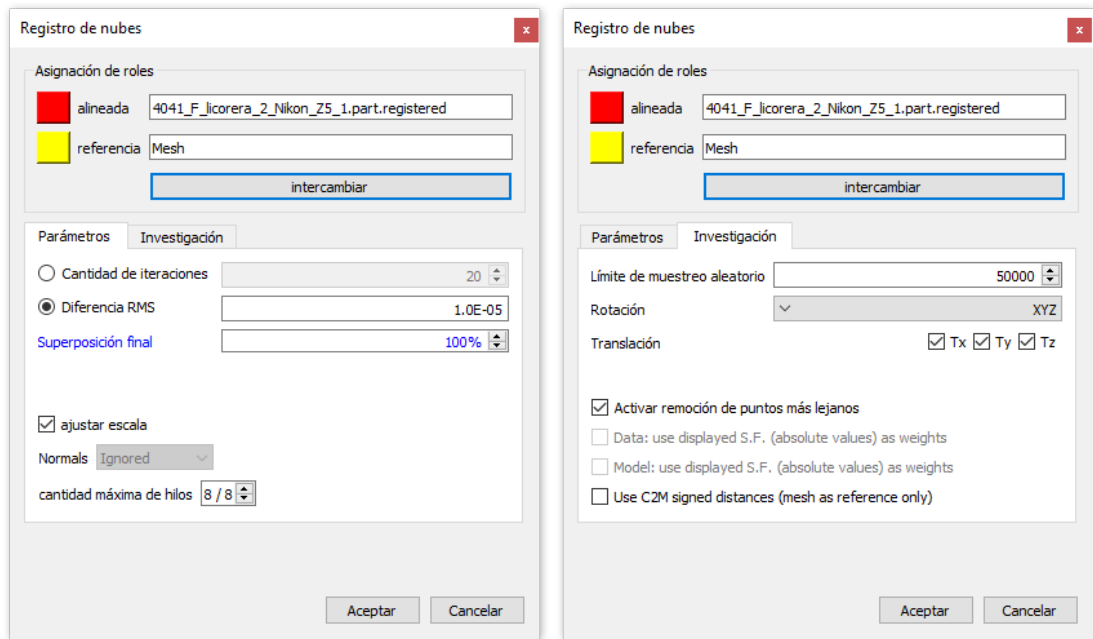 Registro de nubes
x
Asignación de roles
alineada 4041_F_licorera_2_Nikon_Z5_1.part.registered
referencia Mesh
intercambiar
Parámetros Investigación
Cantidad de iteraciones 20
Diferencia RMS 1.0E-05
Superposición final 100%
ajustar escala
Normals Ignored
cantidad máxima de hilos 8 / 8
Aceptar Cancelar
Registro de nubes
x
Asignación de roles
alineada 4041_F_licorera_2_Nikon_Z5_1.part.registered
referencia Mesh
intercambiar
Parámetros Investigación
Límite de muestreo aleatorio 50000
Rotación XYZ
Translación Tx Ty Tz
Activar remoción de puntos más lejanos
Data: use displayed S.F. (absolute values) as weights
Model: use displayed S.F. (absolute values) as weights
Use C2M signed distances (mesh as reference only)
Aceptar Cancelar